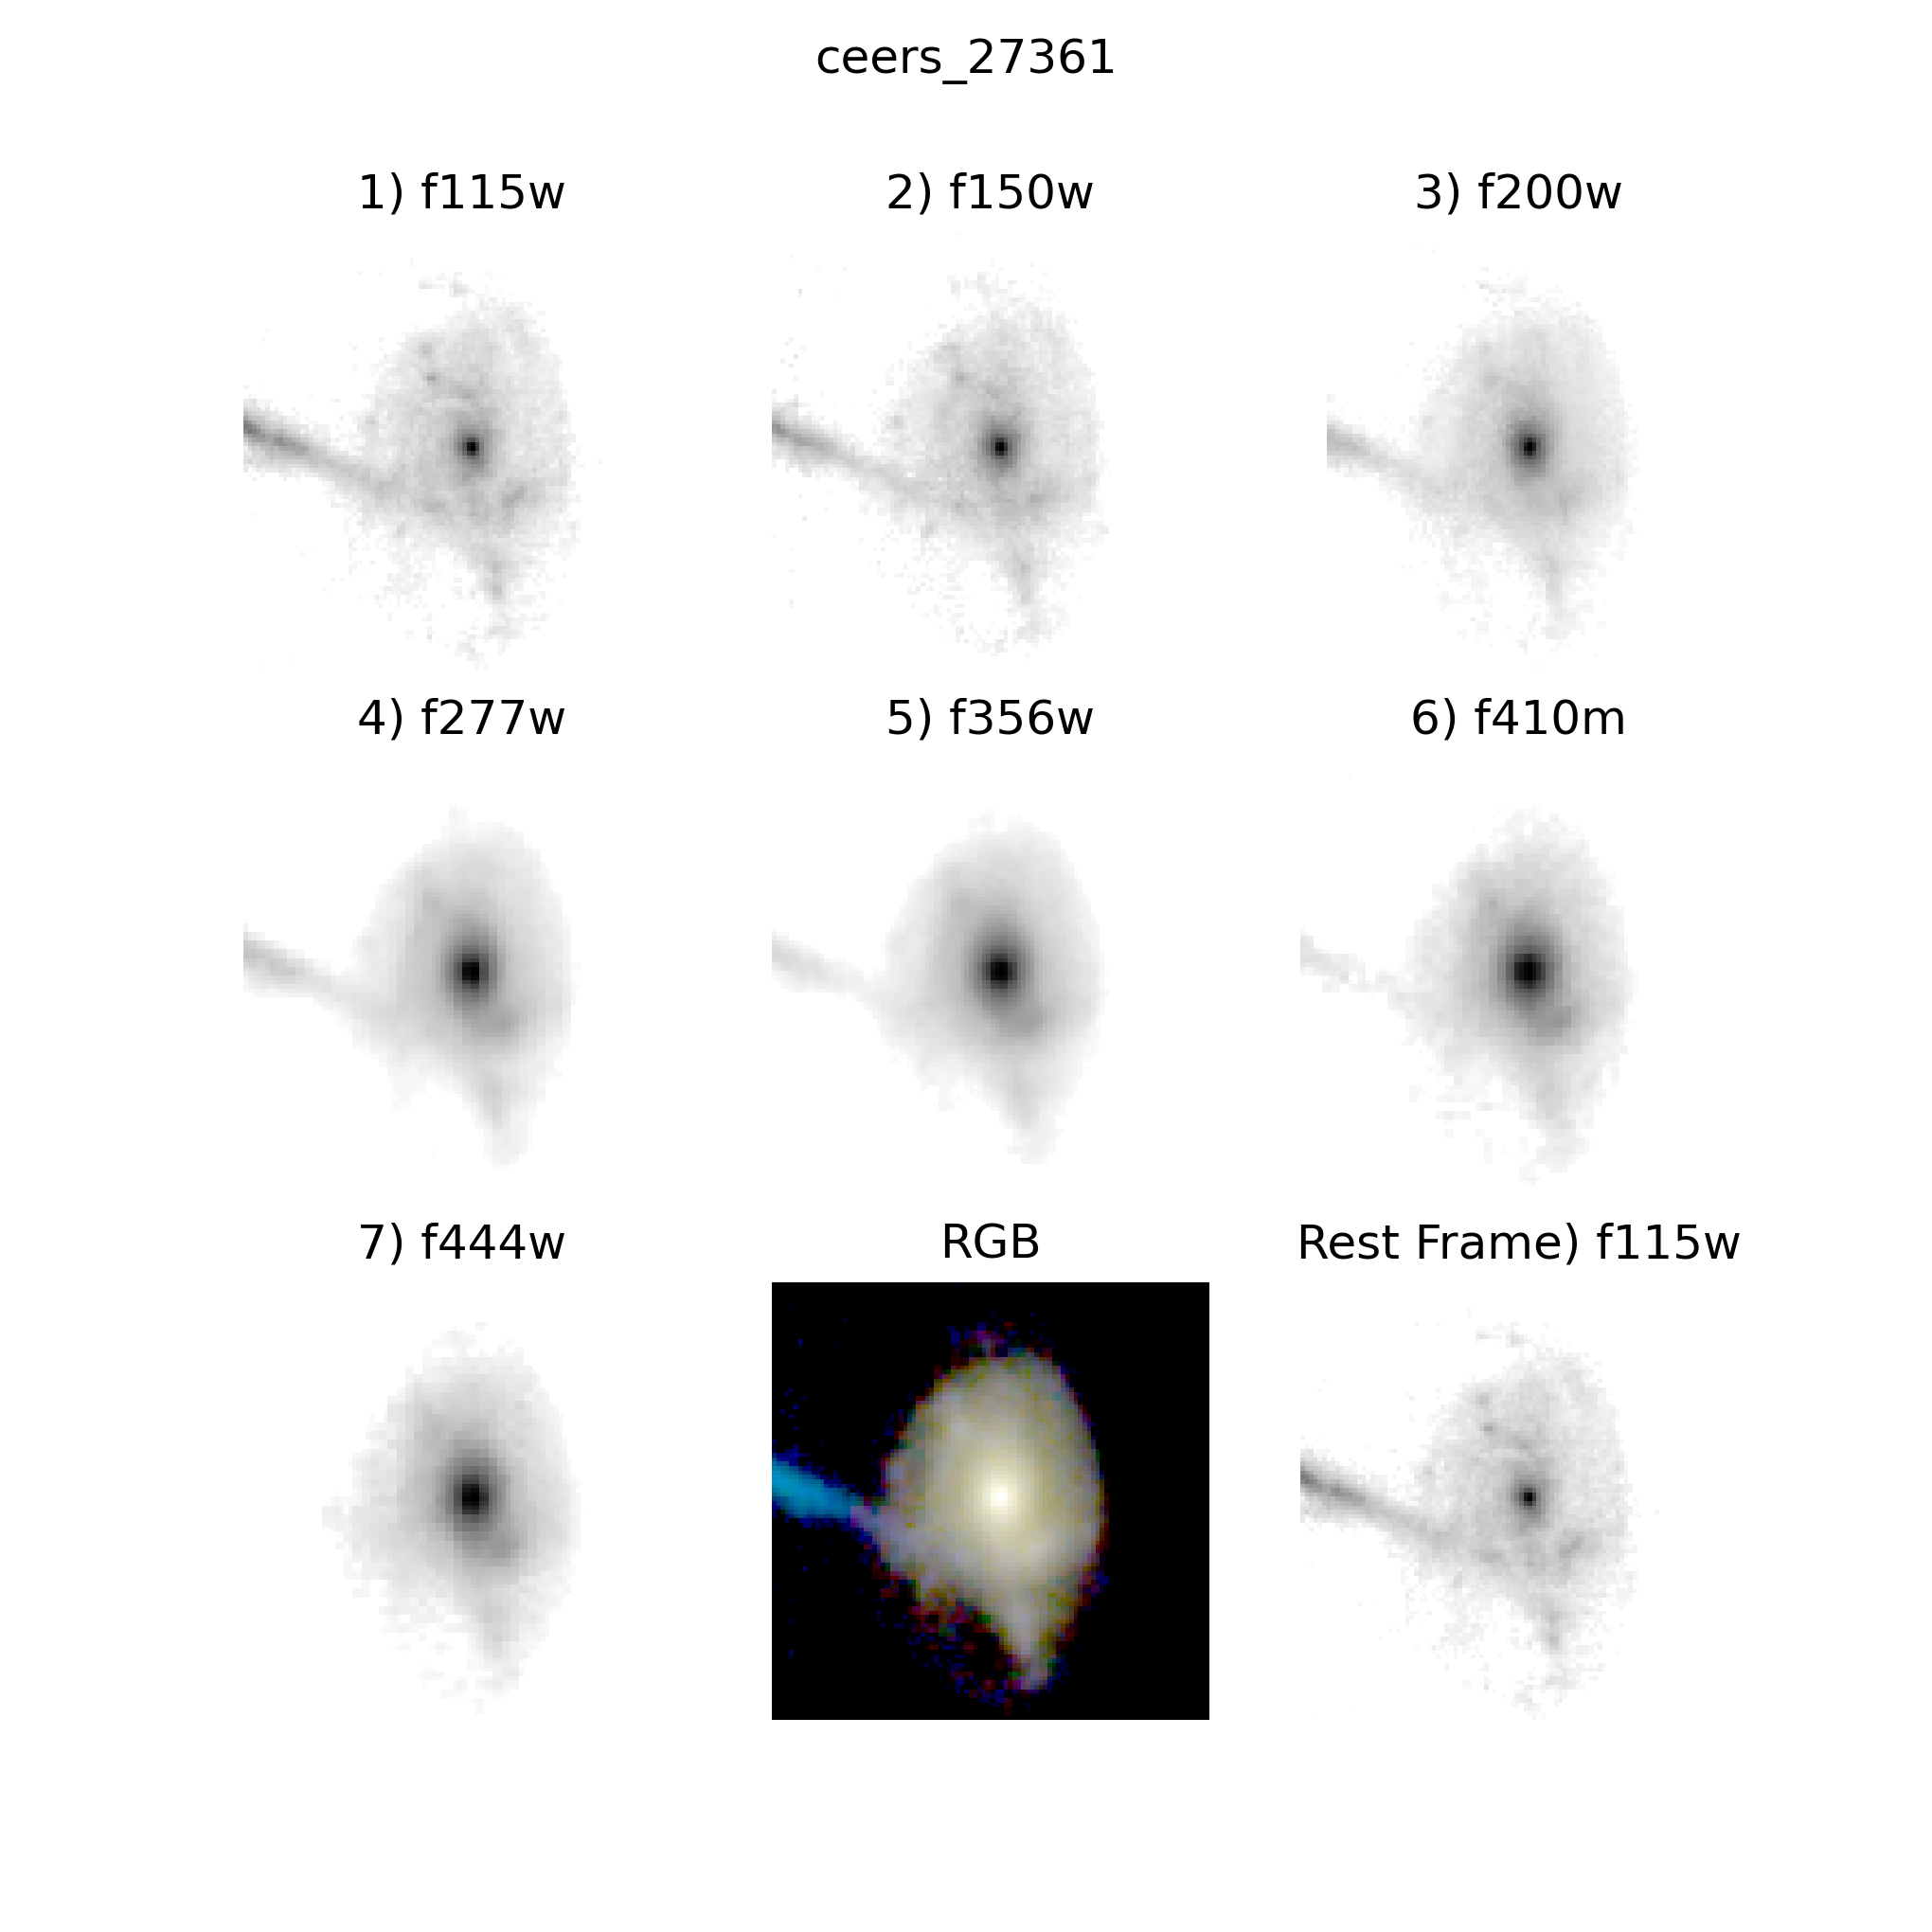 ceers_27361
1) f115w
2) f150w
3) f200w
4) f277w
5) f356w
6) f410m
7) f444w
RGB
Rest Frame) f115w